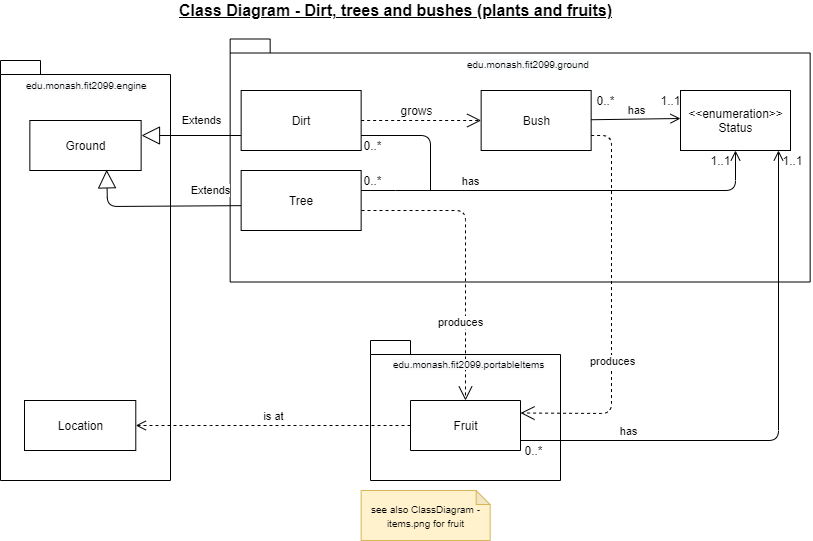 Class Diagram - Dirt, trees and bushes (plants and fruits)
edu.monash.fit2099.engine
edu.monash.fit2099.ground
Ground
Extends
Dirt
grows
Bush
0..*
has
1..1
<<enumeration>>
Status
0..*
1..1
1..1
Extends
Tree
0..*
has
produces
produces
edu.monash.fit2099.portableItems
Location
is at
Fruit
has
0..*
see also ClassDiagram -
items.png for fruit